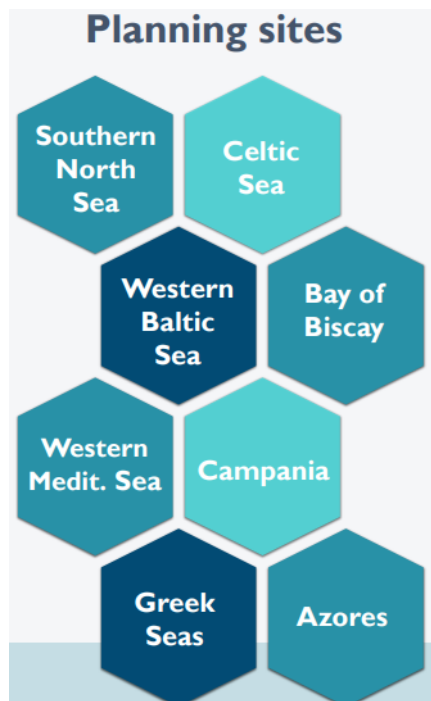 Planning sites
Southern
North
Sea
Celtic
Sea
Western
Baltic
Sea
Bay of
Biscay
Western
Medit. Sea
Campania
Greek
Seas
Azores